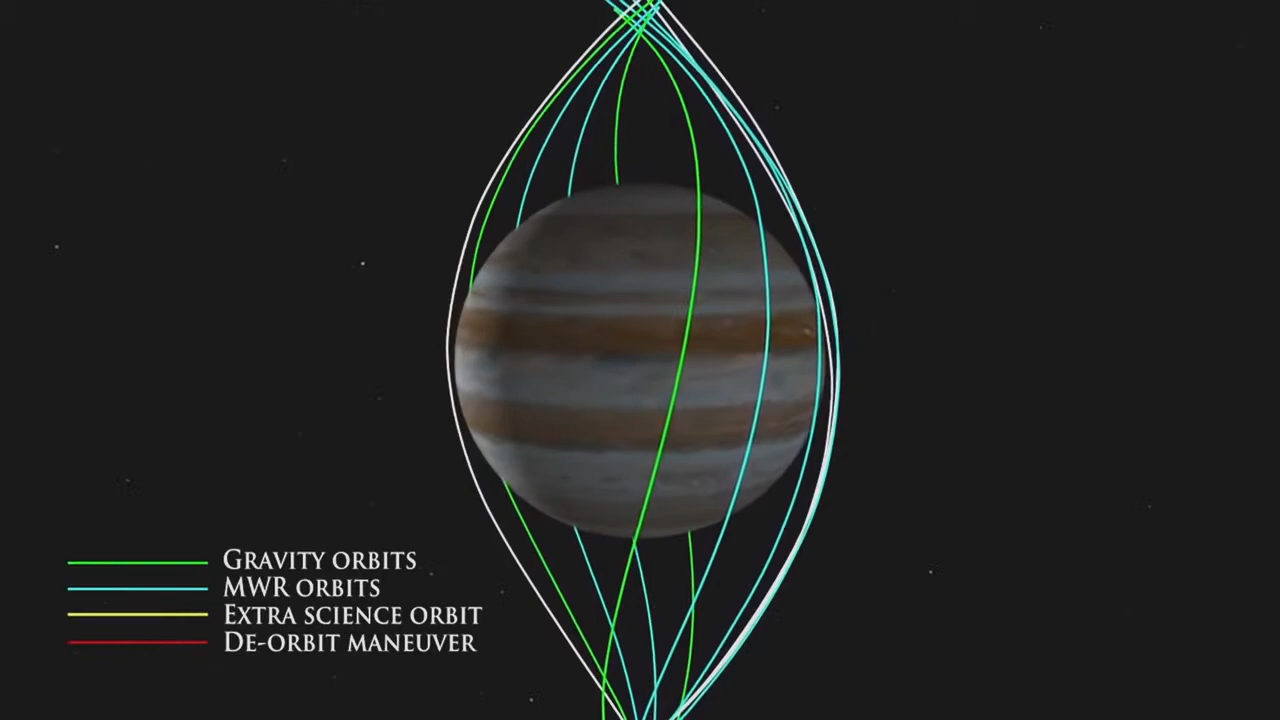 Gravity orbits
MWR orbits
Extra science orbit
De-orbit maneuver